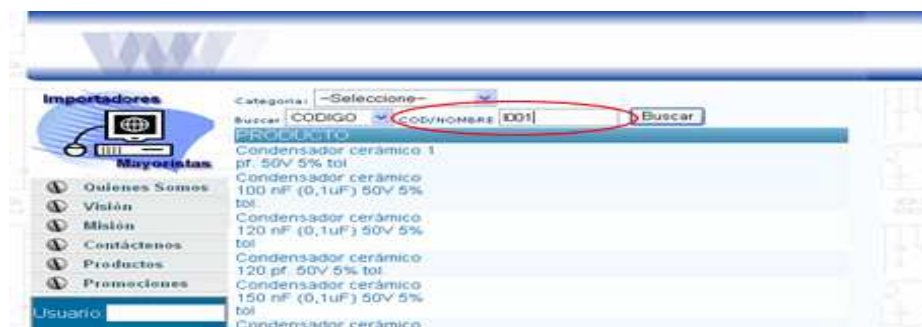 Importadores
Mayoristas
Quienes Somos
Visión
Misión
Contáctenos
Productos
Promociones
Usuario
Categoria: -Seleccione-
Buscar CODIGO COD/NOMBRE Buscar
PRODUCTO
Condensador cerámico 1
pf. 50V 5% tol
Condensador cerámico
100 nF (0,1uF) 50V 5%
tol.
Condensador cerámico
120 nF (0,1uF) 50V 5%
tol
Condensador cerámico
120 pf. 50V 5% tol.
Condensador cerámico
150 nF (0,1uF) 50V 5%
tol
Condensador cerámico